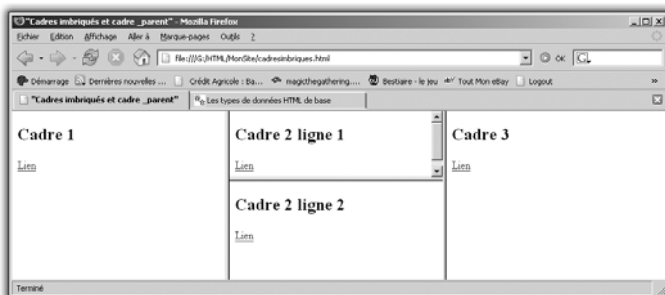 "Cadres imbriqués et cadre _parent" - Mozilla Firefox
Fichier Edition Affichage Aller à Marque-pages Outils ?
file:///G:/HTML/MonSite/cadresimbriques.html OK
Démarrage Dernières nouvelles ... Crédit Agricole : Ba... magicthegathering.... Bestiaire - le jeu Tout Mon eBay Logout
"Cadres imbriqués et cadre _parent" Les types de données HTML de base
Cadre 1
Lien
Cadre 2 ligne 1
Lien
Cadre 2 ligne 2
Lien
Cadre 3
Lien
Terminé